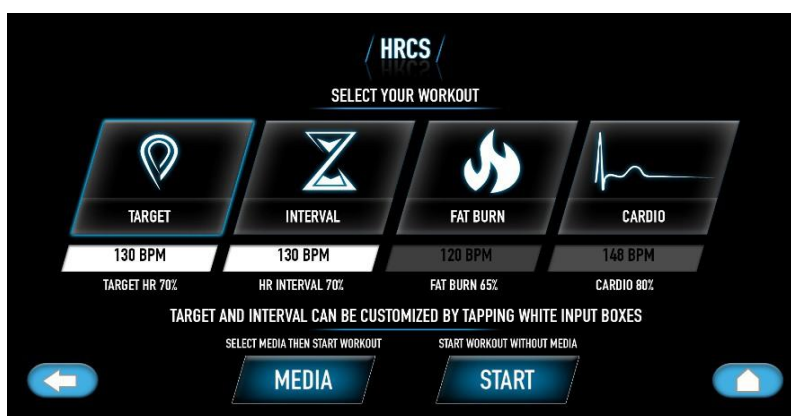 / HRCS /
SELECT YOUR WORKOUT
TARGET INTERVAL FAT BURN CARDIO
130 BPM 130 BPM 120 BPM 148 BPM
TARGET HR 70% HR INTERVAL 70% FAT BURN 65% CARDIO 80%
TARGET AND INTERVAL CAN BE CUSTOMIZED BY TAPPING WHITE INPUT BOXES
SELECT MEDIA THEN START WORKOUT START WORKOUT WITHOUT MEDIA
MEDIA START